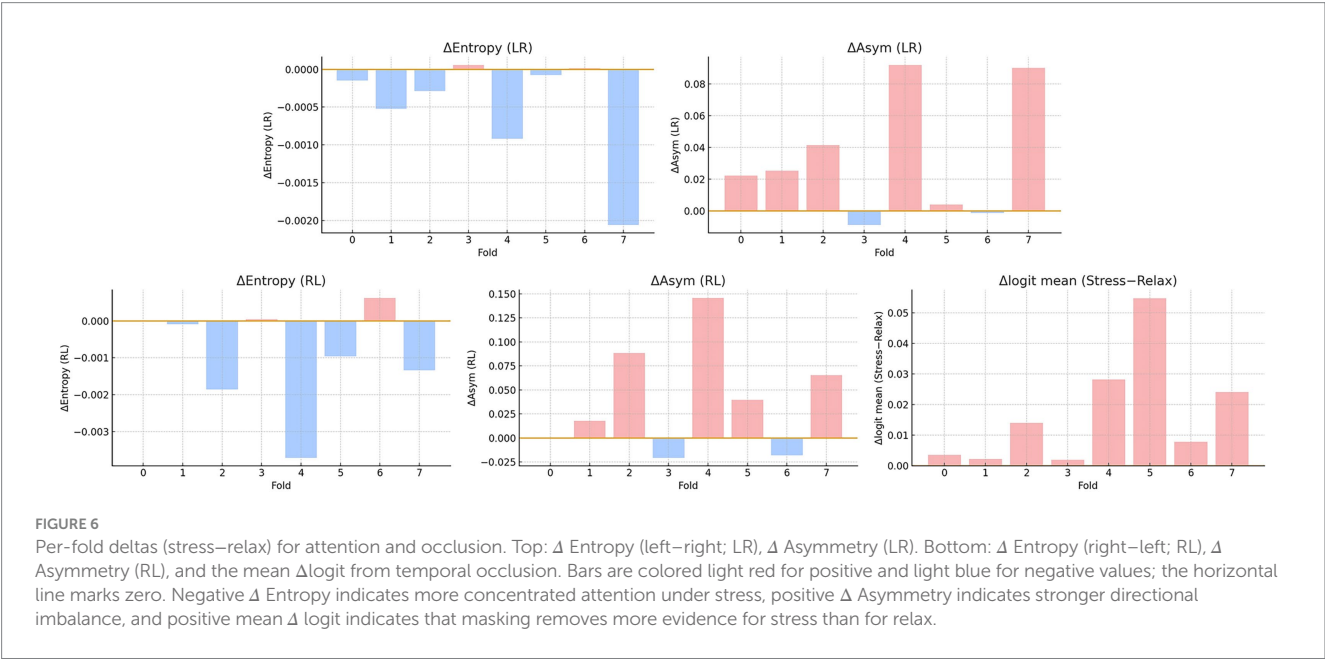 ΔEntropy (LR)
0.0000
−0.0005
−0.0010
−0.0015
−0.0020
ΔEntropy (LR)
0 1 2 3 4 5 6 7
Fold
ΔAsym (LR)
0.08
0.06
0.04
0.02
0.00
ΔAsym (LR)
0 1 2 3 4 5 6 7
Fold
ΔEntropy (RL)
0.000
−0.001
−0.002
−0.003
ΔEntropy (RL)
0 1 2 3 4 5 6 7
Fold
ΔAsym (RL)
0.150
0.125
0.100
0.075
0.050
0.025
0.000
−0.025
ΔAsym (RL)
0 1 2 3 4 5 6 7
Fold
Δlogit mean (Stress−Relax)
0.05
0.04
0.03
0.02
0.01
0.00
Δlogit mean (Stress−Relax)
0 1 2 3 4 5 6 7
Fold
FIGURE 6
Per-fold deltas (stress–relax) for attention and occlusion. Top: Δ Entropy (left–right; LR), Δ Asymmetry (LR). Bottom: Δ Entropy (right–left; RL), Δ
Asymmetry (RL), and the mean Δlogit from temporal occlusion. Bars are colored light red for positive and light blue for negative values; the horizontal
line marks zero. Negative Δ Entropy indicates more concentrated attention under stress, positive Δ Asymmetry indicates stronger directional
imbalance, and positive mean Δ logit indicates that masking removes more evidence for stress than for relax.